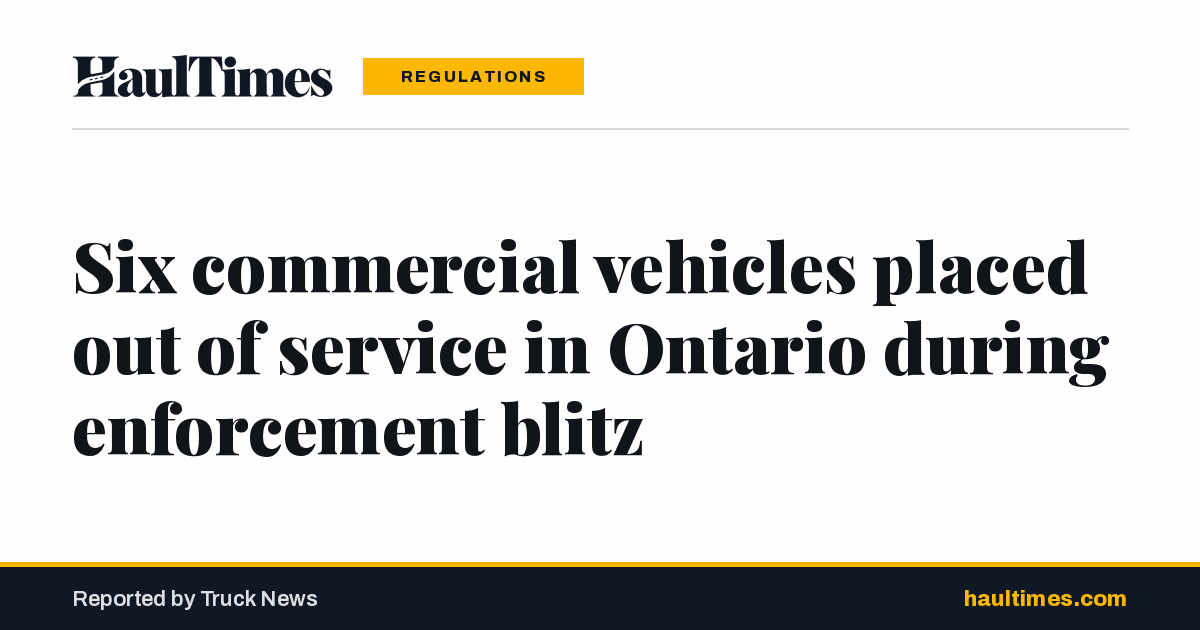 HaulTimes
REGULATIONS
Six commercial vehicles placed
out of service in Ontario during
enforcement blitz
Reported by Truck News
haultimes.com